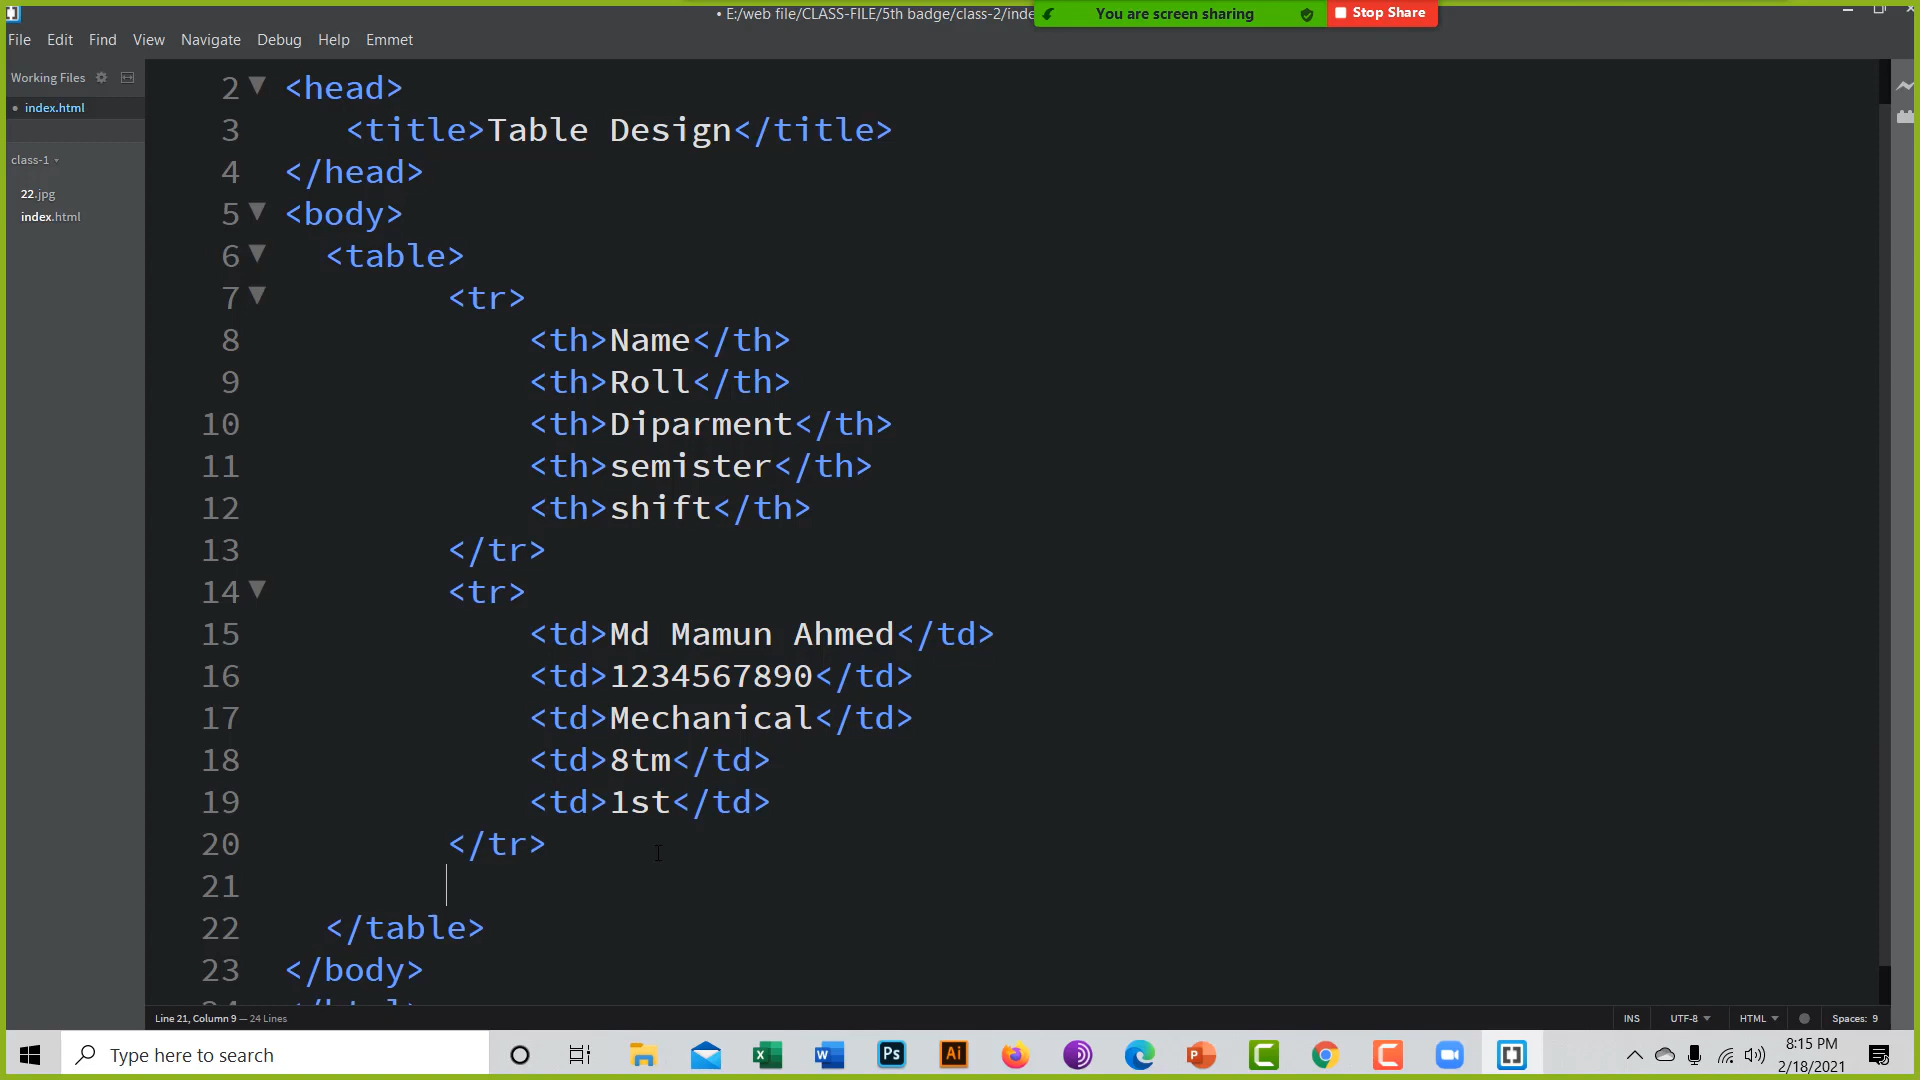 • E:/web file/CLASS-FILE/5th badge/class-2/inde
You are screen sharing
Stop Share
File Edit Find View Navigate Debug Help Emmet
Working Files
• index.html
class-1
22.jpg
index.html
2 <head>
3 <title>Table Design</title>
4 </head>
5 <body>
6 <table>
7 <tr>
8 <th>Name</th>
9 <th>Roll</th>
10 <th>Diparment</th>
11 <th>semister</th>
12 <th>shift</th>
13 </tr>
14 <tr>
15 <td>Md Mamun Ahmed</td>
16 <td>1234567890</td>
17 <td>Mechanical</td>
18 <td>8tm</td>
19 <td>1st</td>
20 </tr>
21
22 </table>
23 </body>
Line 21, Column 9 — 24 Lines
INS UTF-8 HTML Spaces: 9
Type here to search
8:15 PM
2/18/2021